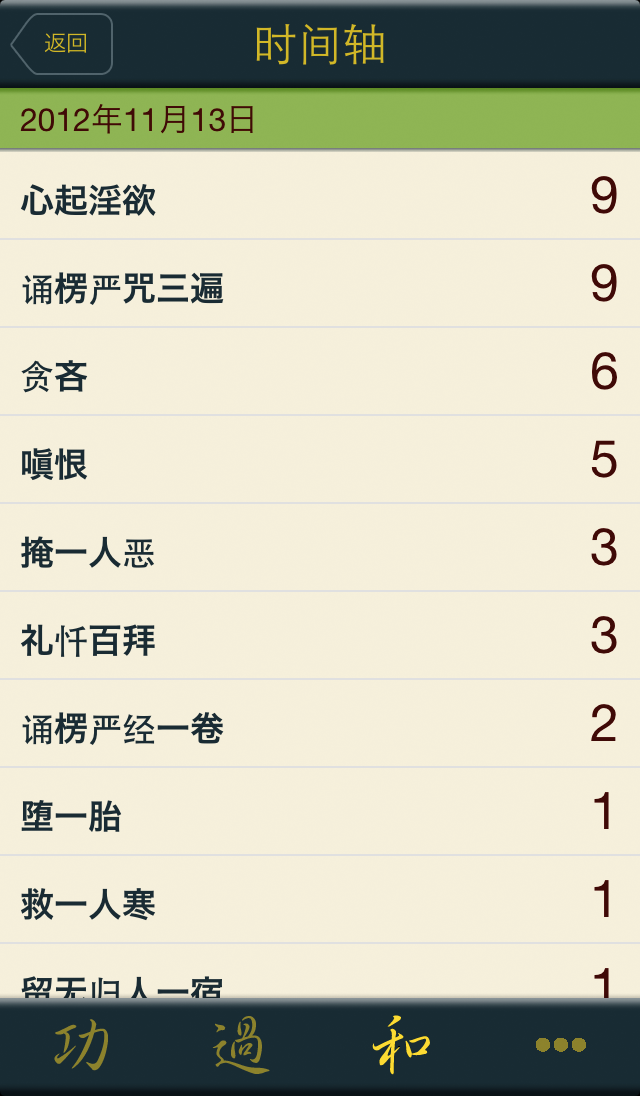 返回
时间轴
2012年11月13日
心起淫欲 9
诵楞严咒三遍 9
贪吝 6
嗔恨 5
掩一人恶 3
礼忏百拜 3
诵楞严经一卷 2
堕一胎 1
救一人寒 1
留无归人一宿 1
功 過 和